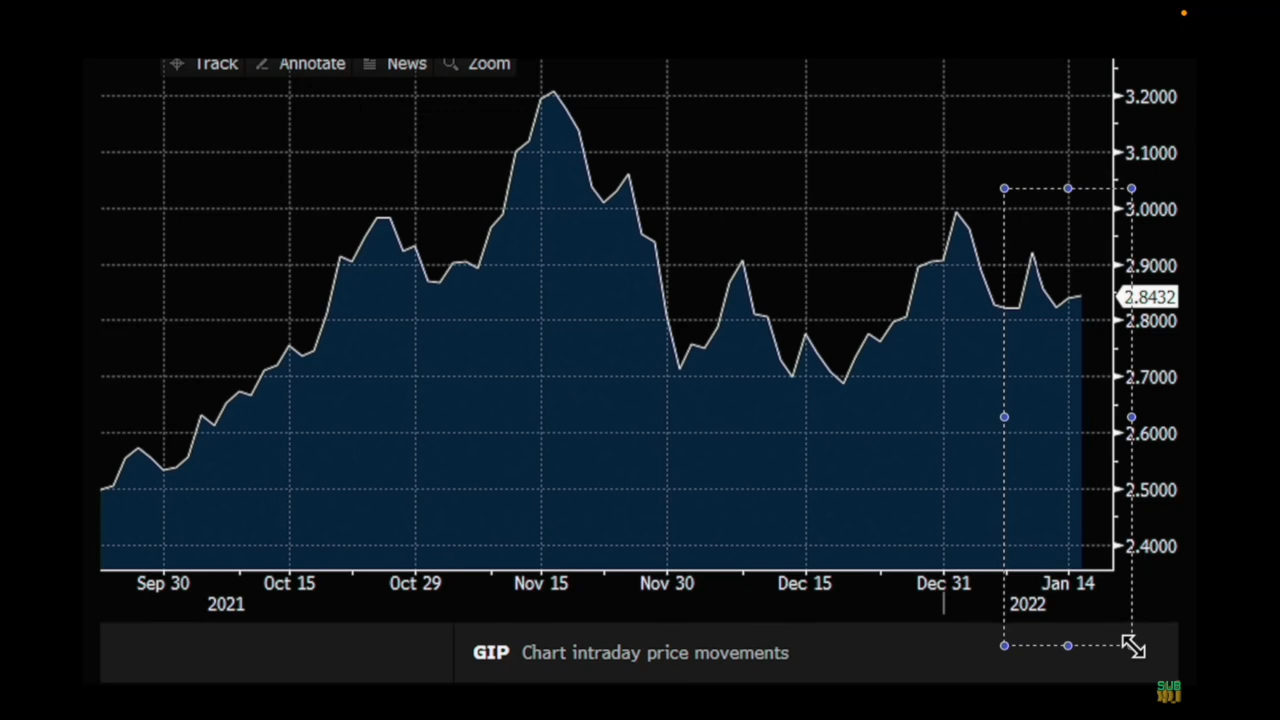 Track Annotate News Zoom
3.2000
3.1000
3.0000
2.9000
2.8432
2.8000
2.7000
2.6000
2.5000
2.4000
Sep 30 Oct 15 Oct 29 Nov 15 Nov 30 Dec 15 Dec 31 Jan 14
2021 2022
GIP Chart intraday price movements
SUB